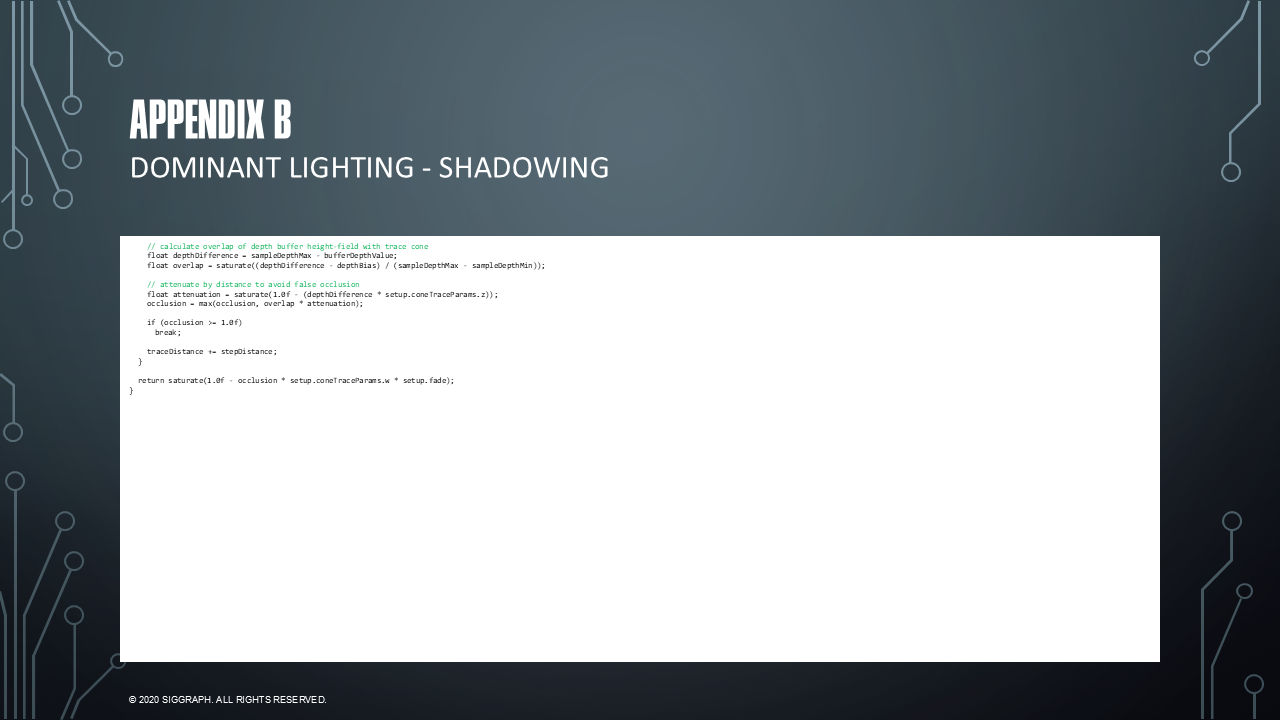 APPENDIX B
DOMINANT LIGHTING - SHADOWING
// calculate overlap of depth buffer height-field with trace cone
float depthDifference = sampleDepthMax - bufferDepthValue;
float overlap = saturate((depthDifference - depthBias) / (sampleDepthMax - sampleDepthMin));
// attenuate by distance to avoid false occlusion
float attenuation = saturate(1.0f - (depthDifference * setup.coneTraceParams.z));
occlusion = max(occlusion, overlap * attenuation);
if (occlusion >= 1.0f)
break;
traceDistance += stepDistance;
}
return saturate(1.0f - occlusion * setup.coneTraceParams.w * setup.fade);
}
© 2020 SIGGRAPH. ALL RIGHTS RESERVED.